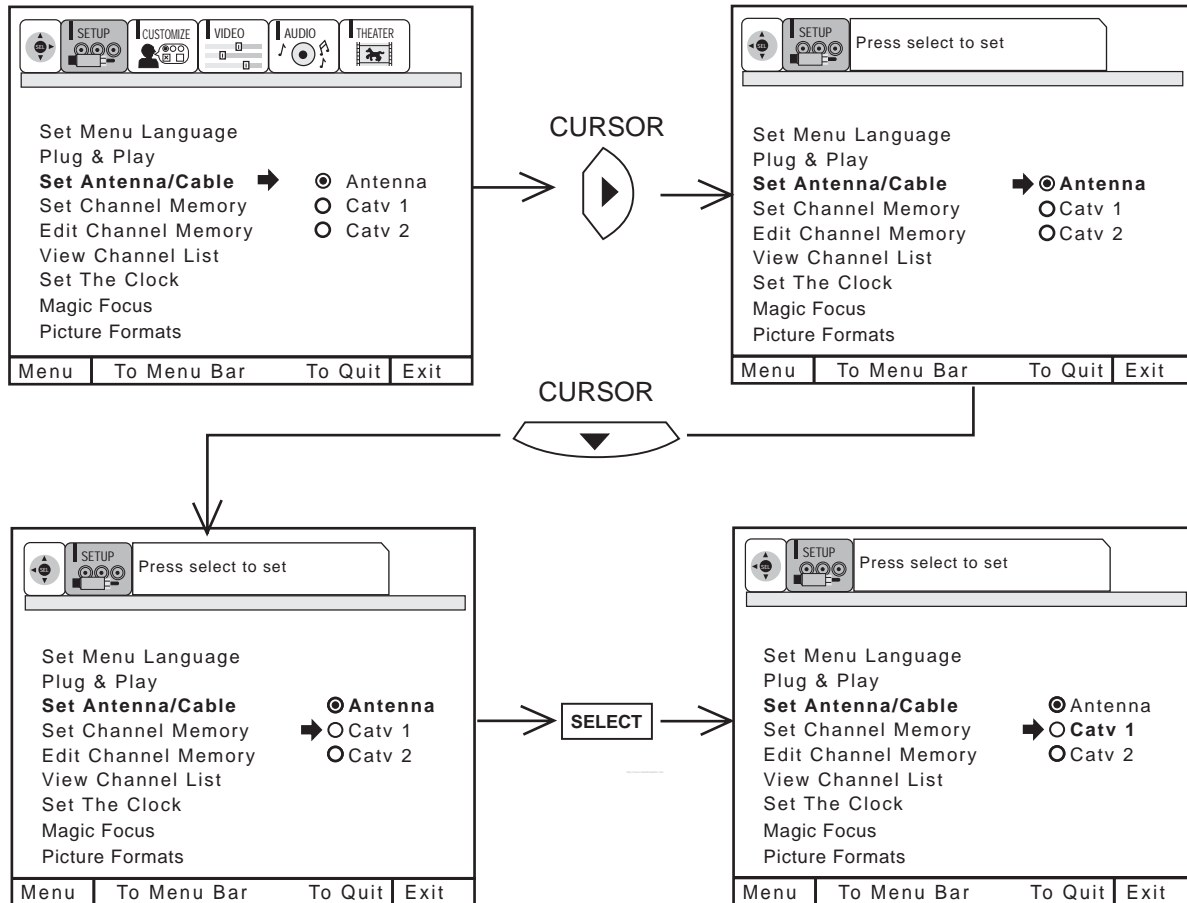 SEL
SETUP
CUSTOMIZE
VIDEO
AUDIO
THEATER
Set Menu Language
Plug & Play
Set Antenna/Cable
Set Channel Memory
Edit Channel Memory
View Channel List
Set The Clock
Magic Focus
Picture Formats
Antenna
Catv 1
Catv 2
Menu To Menu Bar To Quit Exit
CURSOR
SEL
SETUP
Press select to set
Set Menu Language
Plug & Play
Set Antenna/Cable
Set Channel Memory
Edit Channel Memory
View Channel List
Set The Clock
Magic Focus
Picture Formats
Antenna
Catv 1
Catv 2
Menu To Menu Bar To Quit Exit
CURSOR
SEL
SETUP
Press select to set
Set Menu Language
Plug & Play
Set Antenna/Cable
Set Channel Memory
Edit Channel Memory
View Channel List
Set The Clock
Magic Focus
Picture Formats
Antenna
Catv 1
Catv 2
Menu To Menu Bar To Quit Exit
SELECT
SEL
SETUP
Press select to set
Set Menu Language
Plug & Play
Set Antenna/Cable
Set Channel Memory
Edit Channel Memory
View Channel List
Set The Clock
Magic Focus
Picture Formats
Antenna
Catv 1
Catv 2
Menu To Menu Bar To Quit Exit